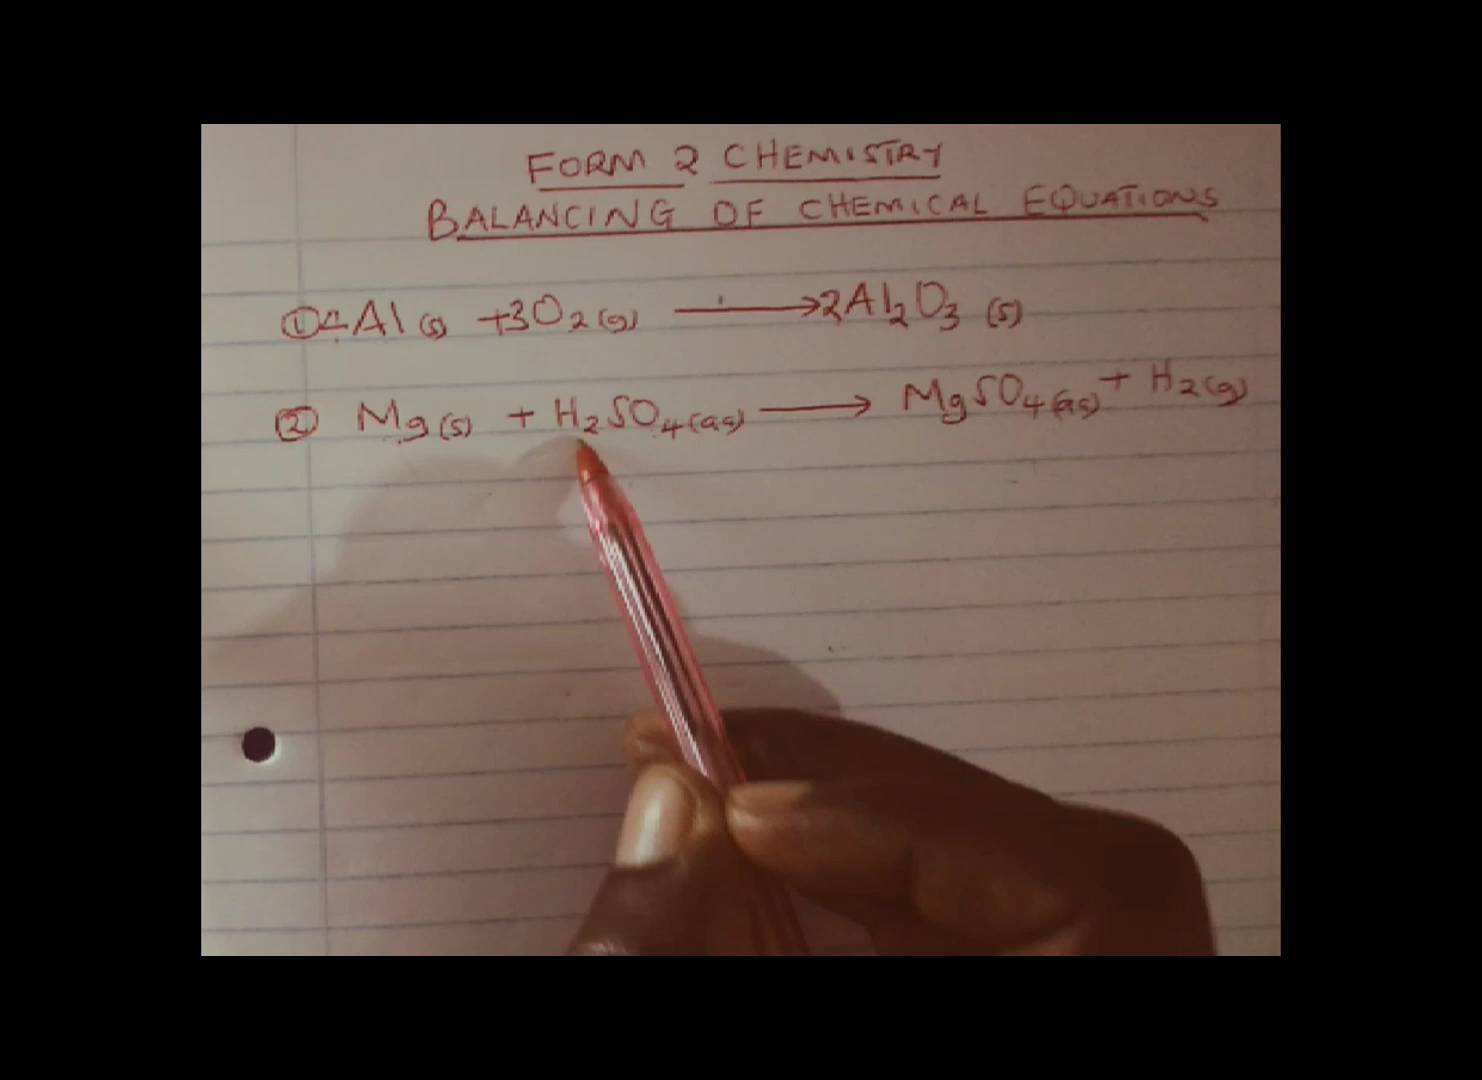 FORM 2 CHEMISTRY
BALANCING OF CHEMICAL EQUATIONS
① 4Al(s) + 3O₂(g) → 2Al₂O₃ (s)
② Mg(s) + H₂SO₄(aq) → MgSO₄(aq) + H₂(g)